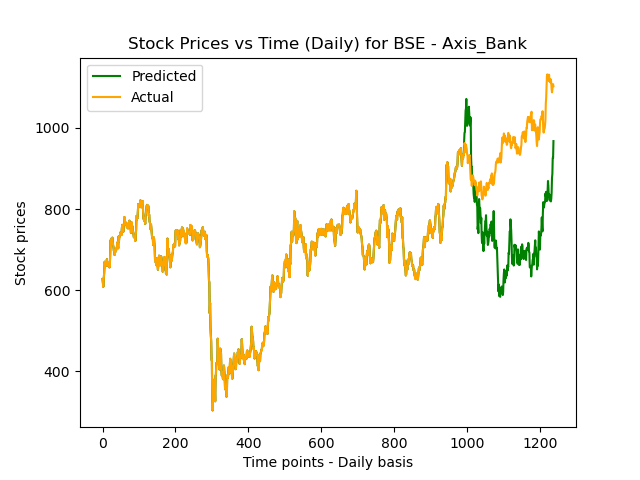 Stock Prices vs Time (Daily) for BSE - Axis_Bank
Predicted
Actual
1000
800
600
400
Stock prices
0 200 400 600 800 1000 1200
Time points - Daily basis